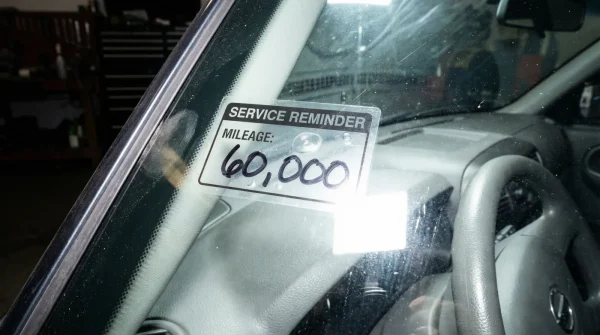 SERVICE REMINDER
MILEAGE:
60,000